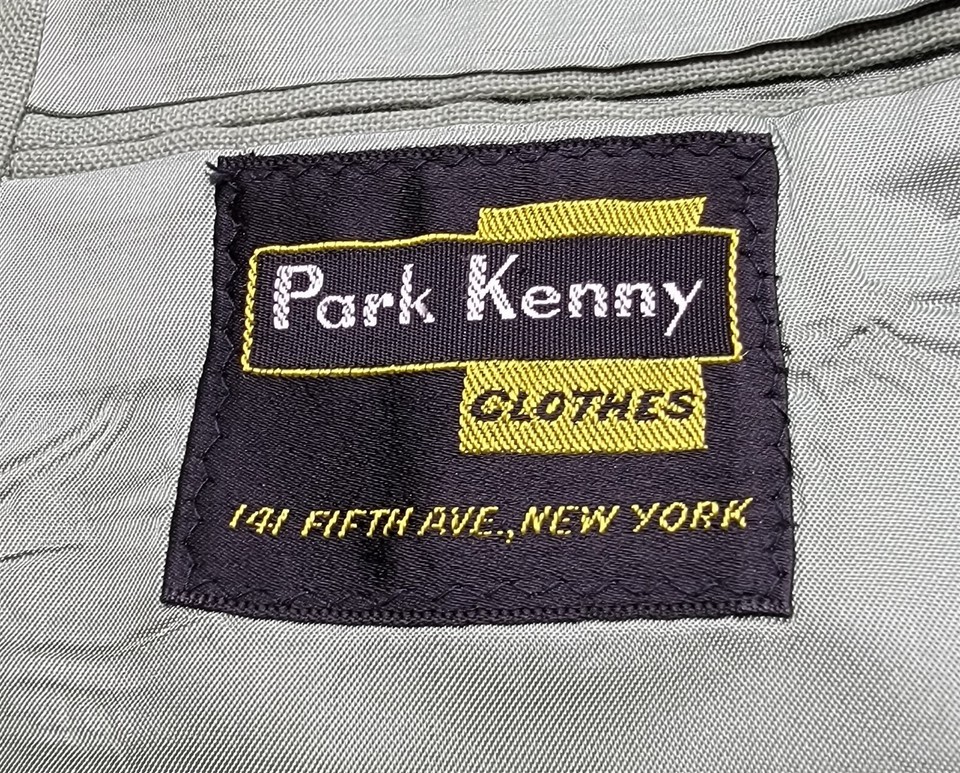 Park Kenny
CLOTHES
141 FIFTH AVE., NEW YORK